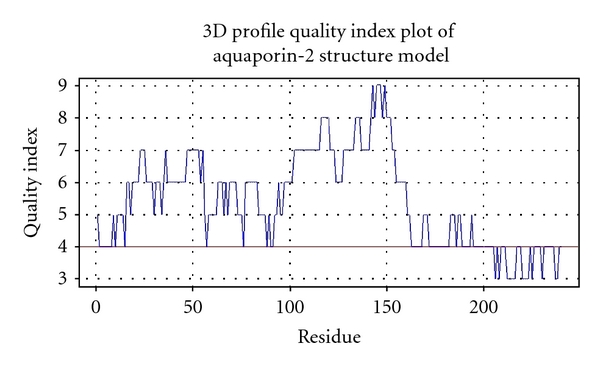 3D profile quality index plot of
aquaporin-2 structure model
Quality index
9
8
7
6
5
4
3
0 50 100 150 200
Residue